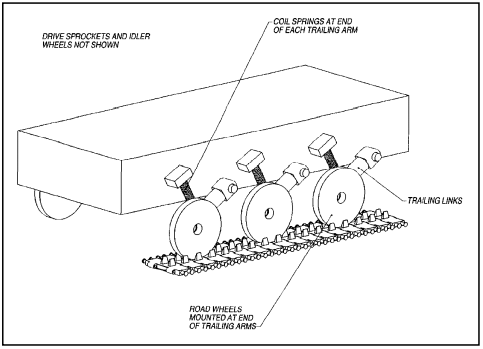 DRIVE SPROCKETS AND IDLER
WHEELS NOT SHOWN
COIL SPRINGS AT END
OF EACH TRAILING ARM
TRAILING LINKS
ROAD WHEELS
MOUNTED AT END
OF TRAILING ARMS